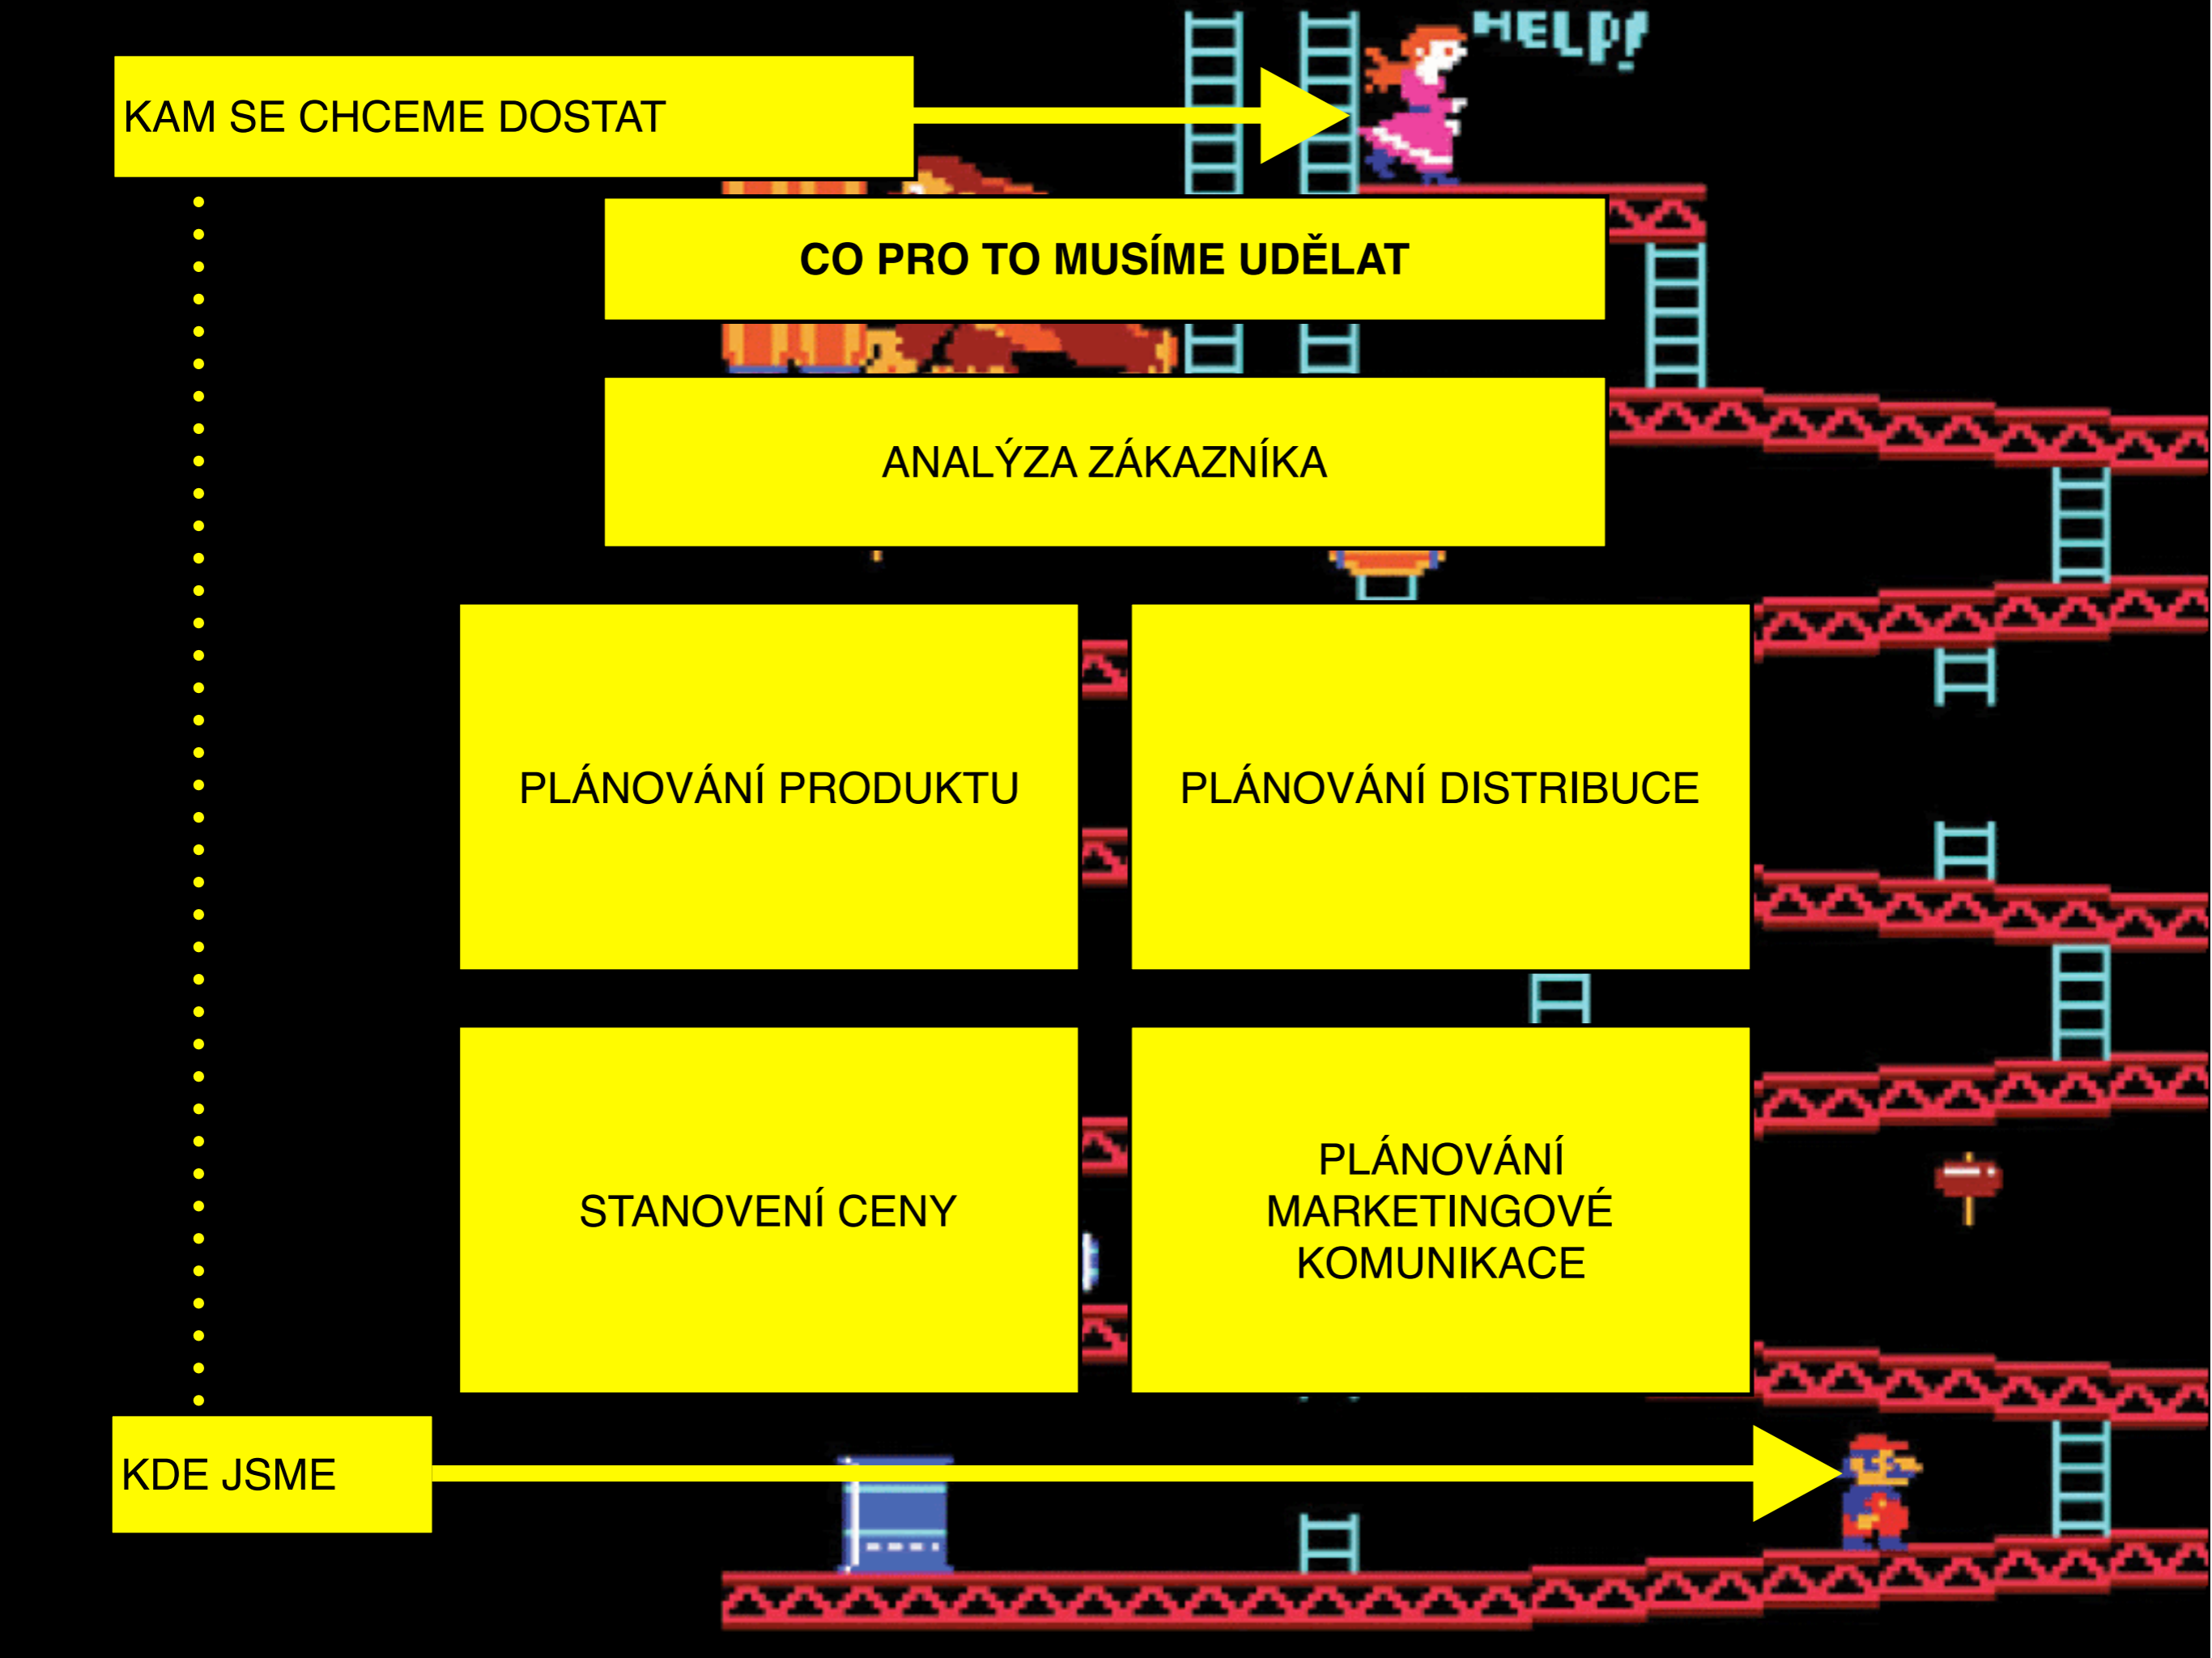 HELP!
KAM SE CHCEME DOSTAT
CO PRO TO MUSÍME UDĚLAT
ANALÝZA ZÁKAZNÍKA
PLÁNOVÁNÍ PRODUKTU
PLÁNOVÁNÍ DISTRIBUCE
STANOVENÍ CENY
PLÁNOVÁNÍ
MARKETINGOVÉ
KOMUNIKACE
KDE JSME